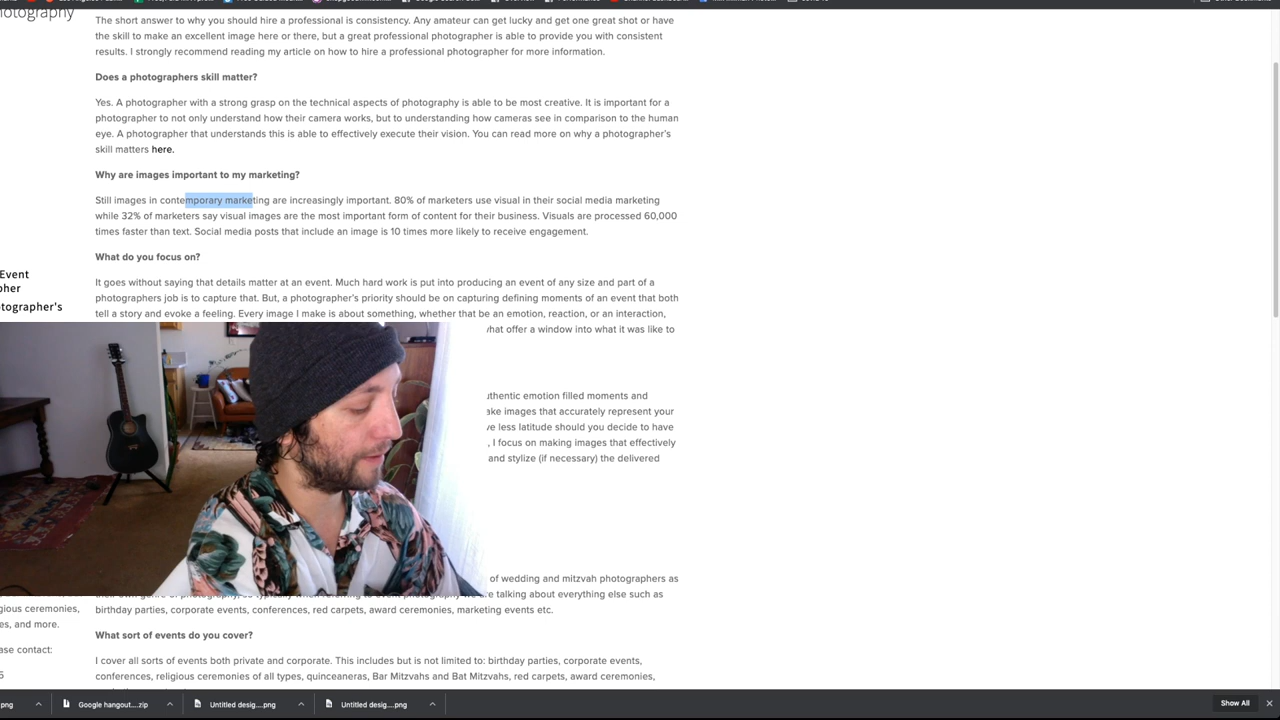 otography
The short answer to why you should hire a professional is consistency. Any amateur can get lucky and get one great shot or have
the skill to make an excellent image here or there, but a great professional photographer is able to provide you with consistent
results. I strongly recommend reading my article on how to hire a professional photographer for more information.
Does a photographers skill matter?
Yes. A photographer with a strong grasp on the technical aspects of photography is able to be most creative. It is important for a
photographer to not only understand how their camera works, but to understanding how cameras see in comparison to the human
eye. A photographer that understands this is able to effectively execute their vision. You can read more on why a photographer's
skill matters here.
Why are images important to my marketing?
Still images in contemporary marketing are increasingly important. 80% of marketers use visual in their social media marketing
while 32% of marketers say visual images are the most important form of content for their business. Visuals are processed 60,000
times faster than text. Social media posts that include an image is 10 times more likely to receive engagement.
What do you focus on?
It goes without saying that details matter at an event. Much hard work is put into producing an event of any size and part of a
photographers job is to capture that. But, a photographer's priority should be on capturing defining moments of an event that both
tell a story and evoke a feeling. Every image I make is about something, whether that be an emotion, reaction, or an interaction,
what offer a window into what it was like to
Event
pher
tographer's
uthentic emotion filled moments and
ake images that accurately represent your
ve less latitude should you decide to have
, I focus on making images that effectively
and stylize (if necessary) the delivered
of wedding and mitzvah photographers as
are talking about everything else such as
birthday parties, corporate events, conferences, red carpets, award ceremonies, marketing events etc.
What sort of events do you cover?
I cover all sorts of events both private and corporate. This includes but is not limited to: birthday parties, corporate events,
conferences, religious ceremonies of all types, quinceaneras, Bar Mitzvahs and Bat Mitzvahs, red carpets, award ceremonies,
gious ceremonies,
es, and more.
ase contact:
.png
Google hangout....zip
Untitled desig....png
Untitled desig....png
Show All